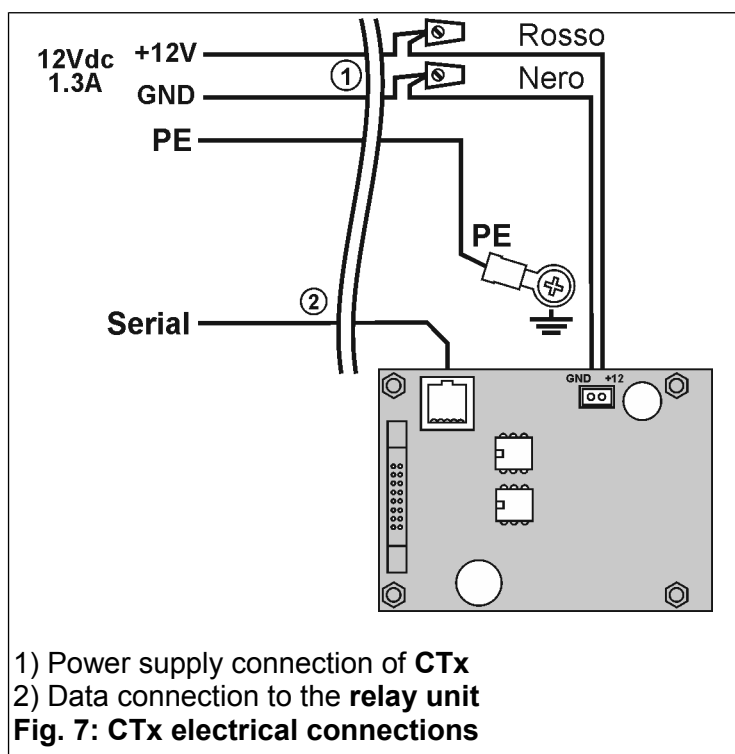 12Vdc +12V
1.3A
GND
PE
1
Rosso
Nero
PE
2
Serial
GND +12
1) Power supply connection of CTx
2) Data connection to the relay unit
Fig. 7: CTx electrical connections